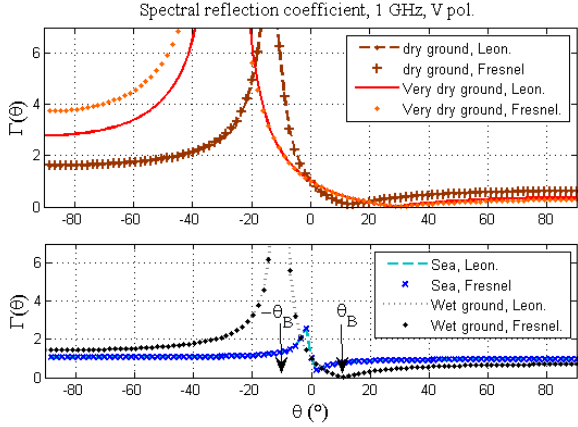 Spectral reflection coefficient, 1 GHz, V pol.
Γ(θ)
6
4
2
0
dry ground, Leon.
dry ground, Fresnel
Very dry ground, Leon.
Very dry ground, Fresnel.
-80 -60 -40 -20 0 20 40 60 80
Γ(θ)
6
4
2
0
-θB
θB
Sea, Leon.
Sea, Fresnel
Wet ground, Leon.
Wet ground, Fresnel.
-80 -60 -40 -20 0 20 40 60 80
θ (º)